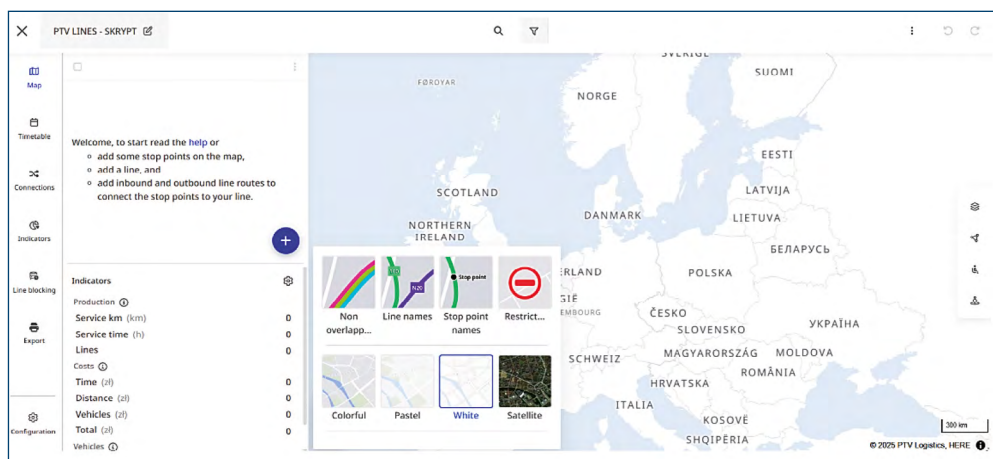 PTV LINES - SKRYPT
Map
Timetable
Connections
Indicators
Line blocking
Export
Configuration
Welcome, to start read the help or
add some stop points on the map,
add a line, and
add inbound and outbound line routes to
connect the stop points to your line.
Indicators
Production
Service km (km) 0
Service time (h) 0
Lines 0
Costs
Time (zł) 0
Distance (zł) 0
Vehicles (zł) 0
Total (zł) 0
Vehicles
Stop point
N20
Non overlapp...
Line names
Stop point names
Restrict...
Colorful
Pastel
White
Satellite
SVERIGE
SUOMI
FØROYAR
NORGE
EESTI
SCOTLAND
LATVIJA
DANMARK
LIETUVA
NORTHERN
IRELAND
БЕЛАРУСЬ
ERLAND
POLSKA
GIË
EMBOURG
ČESKO
SLOVENSKO
УКРАЇНА
SCHWEIZ
MAGYARORSZÁG
MOLDOVA
ROMÂNIA
HRVATSKA
ITALIA
KOSOVË
SHQIPËRIA
300 km
© 2025 PTV Logistics, HERE